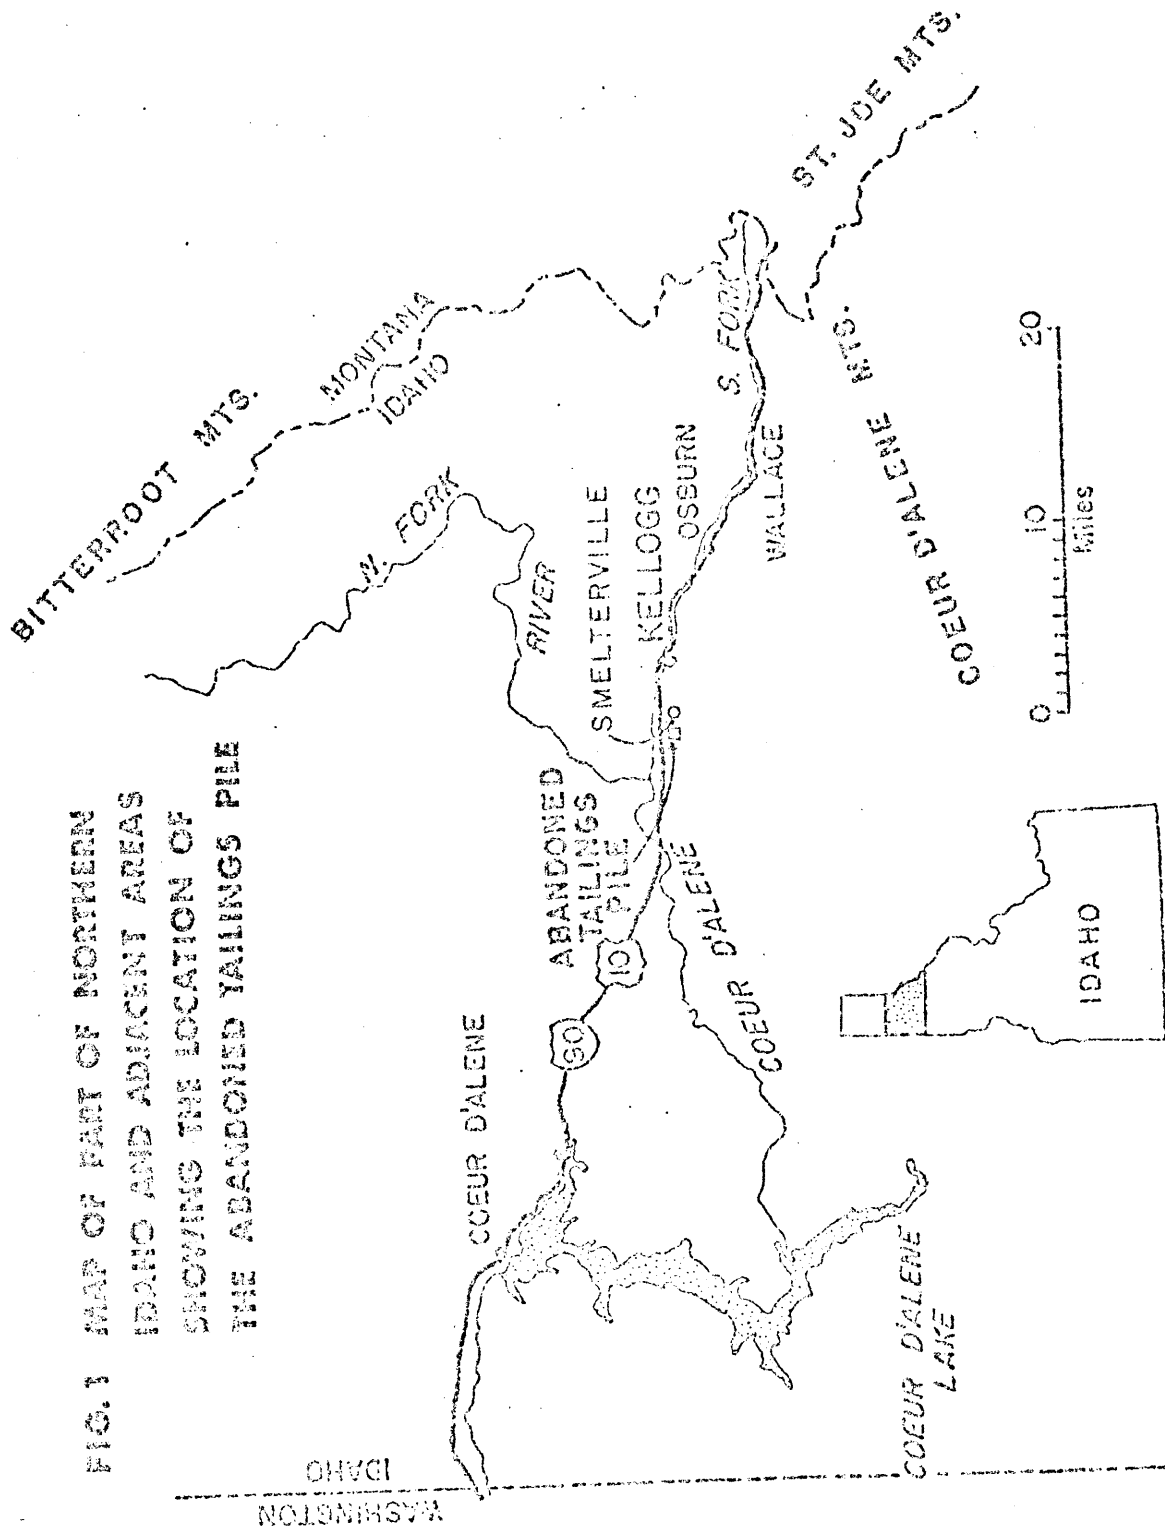 FIG. 1 MAP OF PART OF NORTHERN
IDAHO AND ADJACENT AREAS
SHOWING THE LOCATION OF
THE ABANDONED TAILINGS PILE
BITTERROOT MTS.
MONTANA
IDAHO
N. FORK
RIVER
WASHINGTON
IDAHO
COEUR D'ALENE
90
10
ABANDONED
TAILINGS
PILE
SMELTERVILLE
KELLOGG
OSBURN
WALLACE
S. FORK
ST. JOE MTS.
COEUR D'ALENE MTS.
COEUR D'ALENE
COEUR D'ALENE
LAKE
IDAHO
0 10 20
Miles